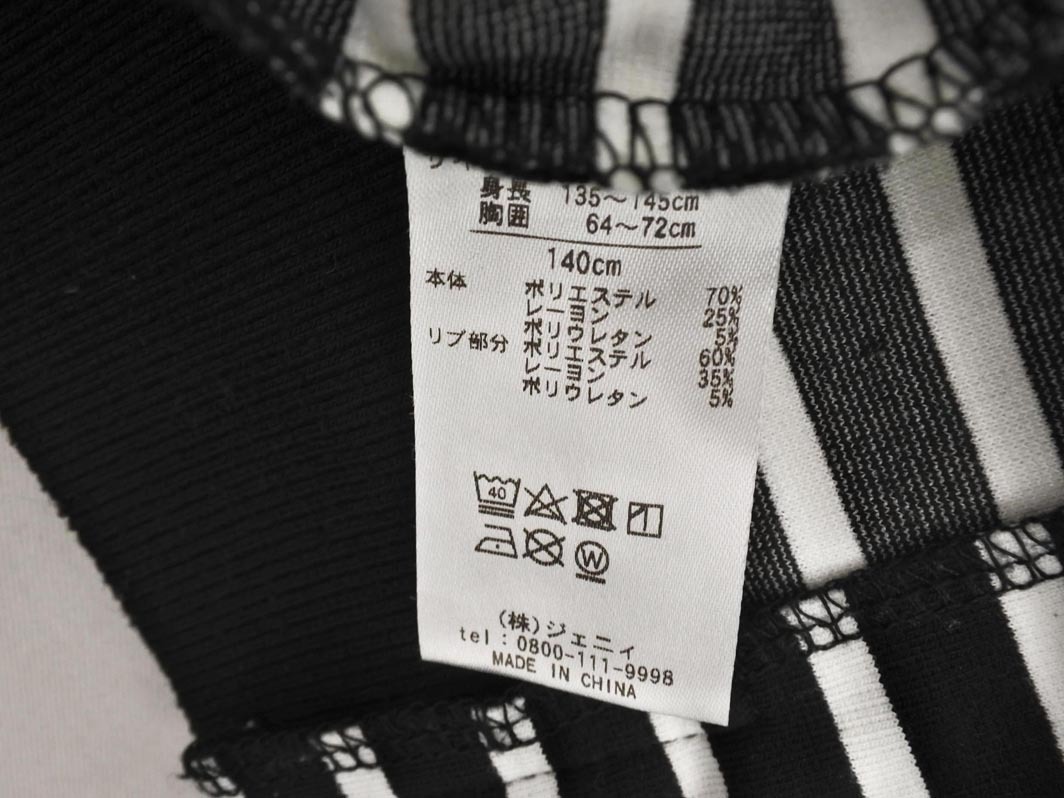 身長 135～145cm
胸囲 64～72cm
140cm
本体 ポリエステル 70%
レーヨン 25%
ポリウレタン 5%
リブ部分 ポリエステル 60%
レーヨン 35%
ポリウレタン 5%
40
W
(株)ジェニイ
tel：0800-111-9998
MADE IN CHINA